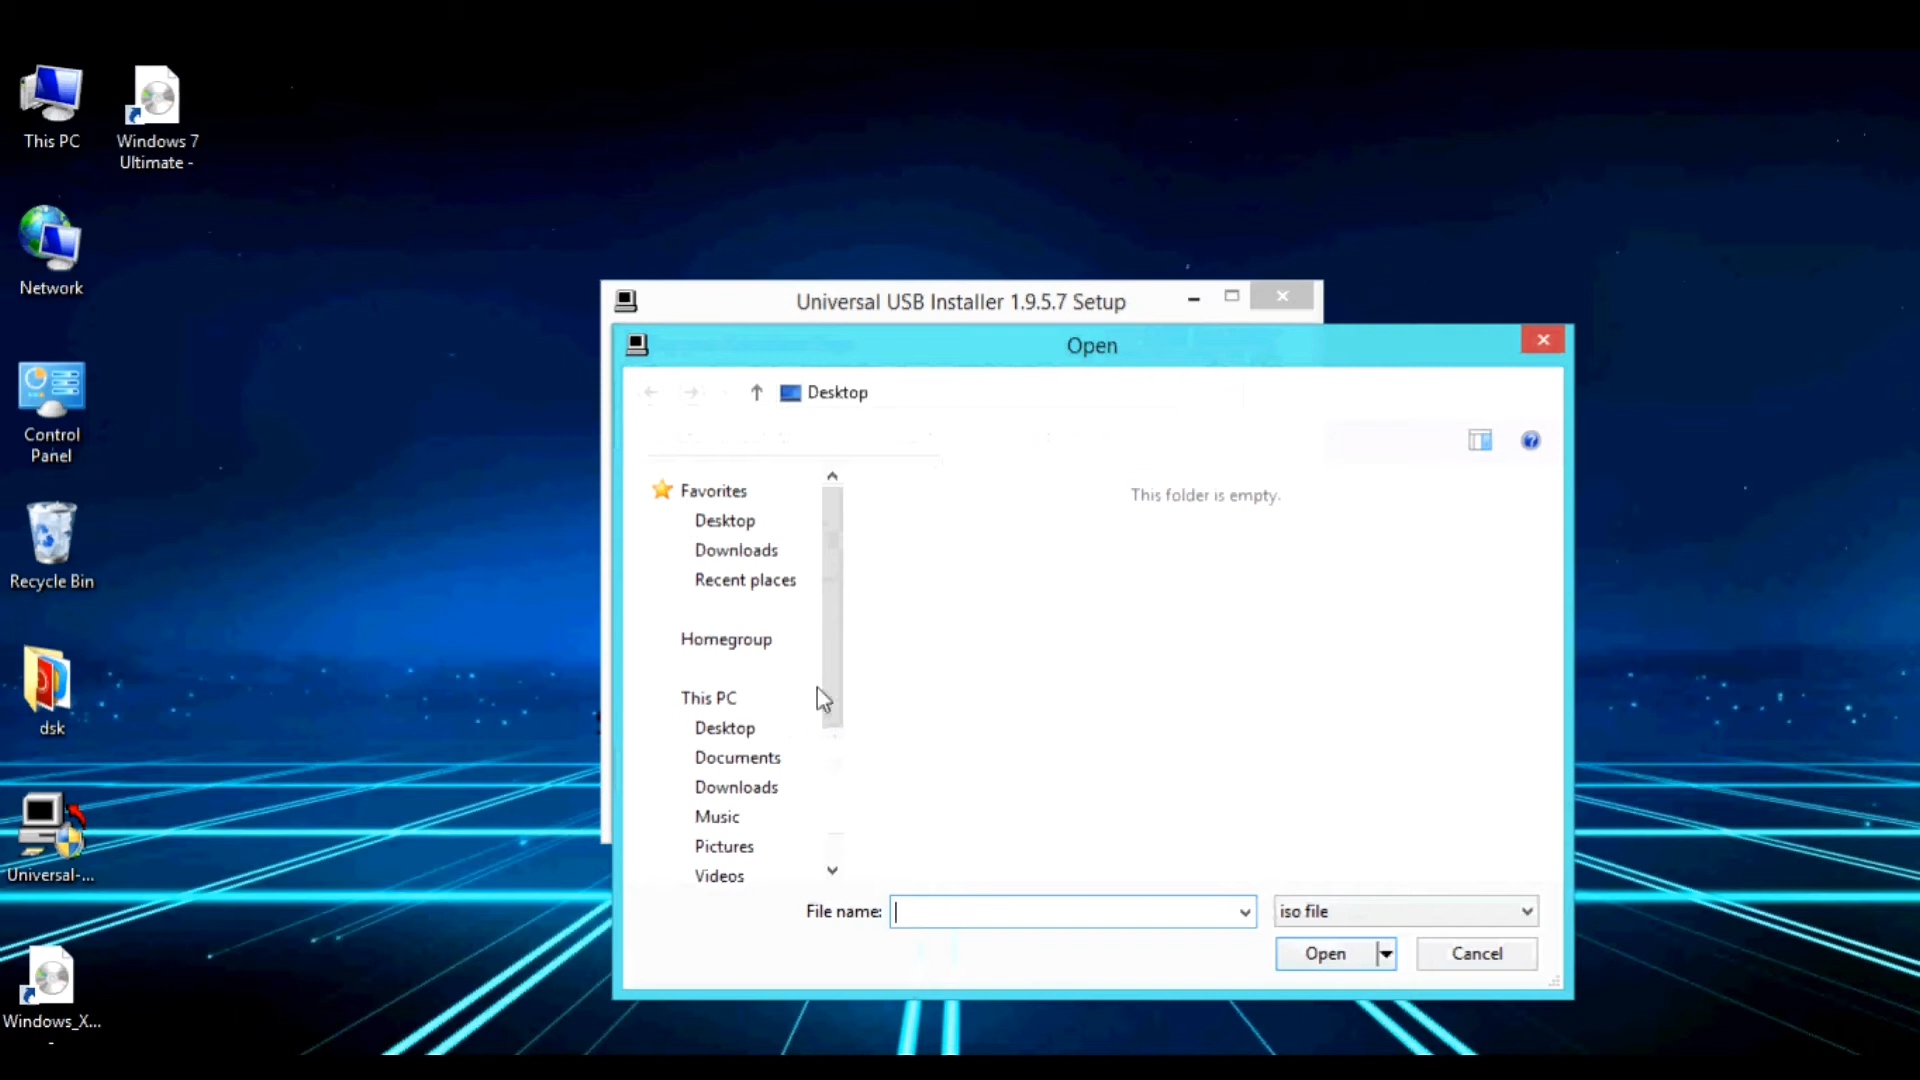 This PC
Windows 7
Ultimate -
Network
Control
Panel
Recycle Bin
dsk
Universal-...
Windows_X...
-
Universal USB Installer 1.9.5.7 Setup
Open
Desktop
Favorites
Desktop
Downloads
Recent places
Homegroup
This PC
Desktop
Documents
Downloads
Music
Pictures
Videos
This folder is empty.
File name:
iso file
Open
Cancel